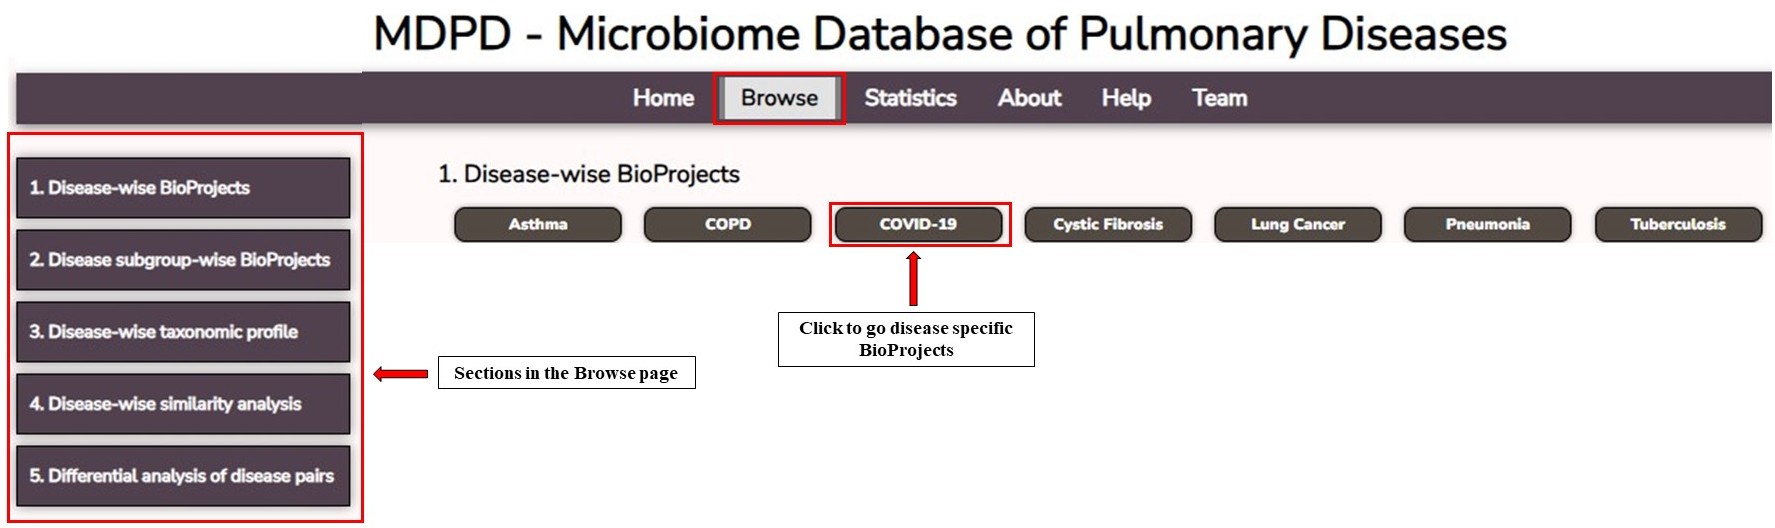 MDPD - Microbiome Database of Pulmonary Diseases
Home Browse Statistics About Help Team
1. Disease-wise BioProjects
2. Disease subgroup-wise BioProjects
3. Disease-wise taxonomic profile
4. Disease-wise similarity analysis
5. Differential analysis of disease pairs
Sections in the Browse page
1. Disease-wise BioProjects
Asthma COPD COVID-19 Cystic Fibrosis Lung Cancer Pneumonia Tuberculosis
Click to go disease specific
BioProjects